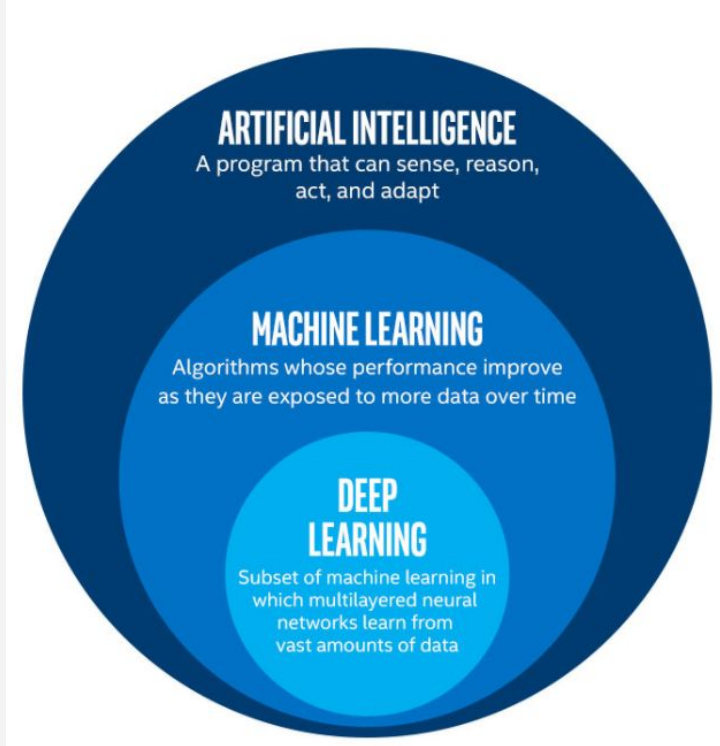 ARTIFICIAL INTELLIGENCE
A program that can sense, reason,
act, and adapt
MACHINE LEARNING
Algorithms whose performance improve
as they are exposed to more data over time
DEEP
LEARNING
Subset of machine learning in
which multilayered neural
networks learn from
vast amounts of data